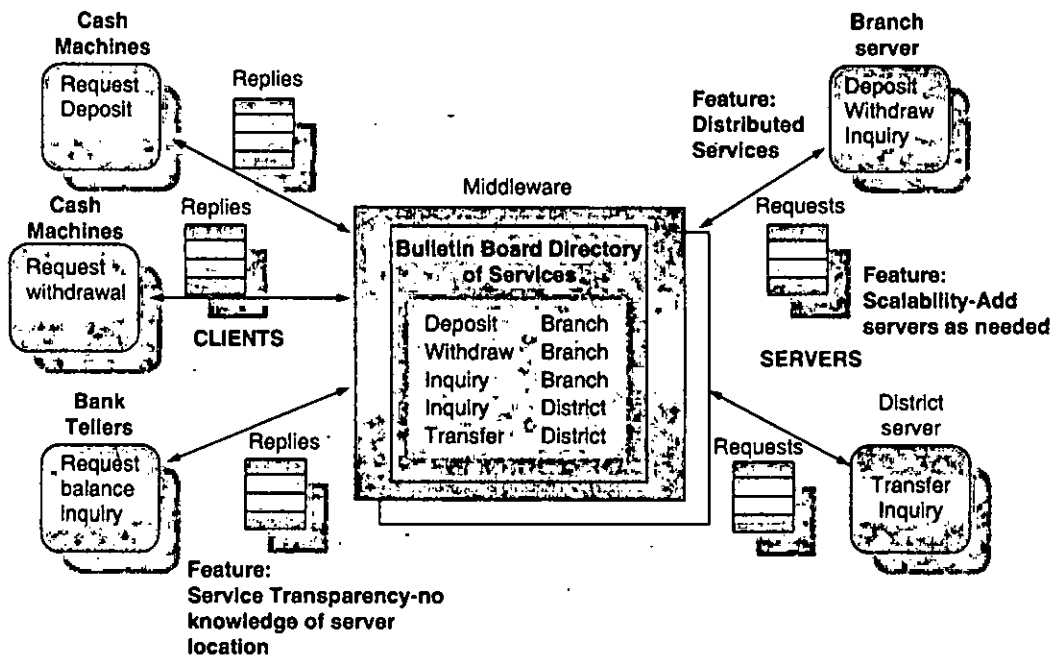 Cash
Machines
Request
Deposit
Replies
Cash
Machines
Request
withdrawal
Replies
CLIENTS
Bank
Tellers
Request
balance
Inquiry
Replies
Feature:
Service Transparency-no
knowledge of server
location
Middleware
Bulletin Board Directory
of Services
Deposit Branch
Withdraw Branch
Inquiry Branch
Inquiry District
Transfer District
Branch
server
Deposit
Withdraw
Inquiry
Feature:
Distributed
Services
Requests
Feature:
Scalability-Add
servers as needed
SERVERS
District
server
Requests
Transfer
Inquiry